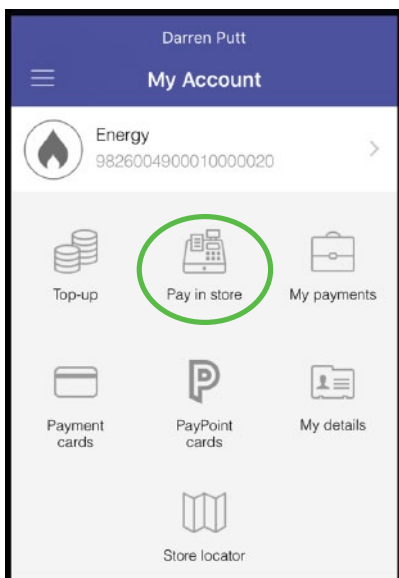 Darren Putt
My Account
Energy
9826004900010000020
Top-up
Pay in store
My payments
Payment
cards
PayPoint
cards
My details
Store locator